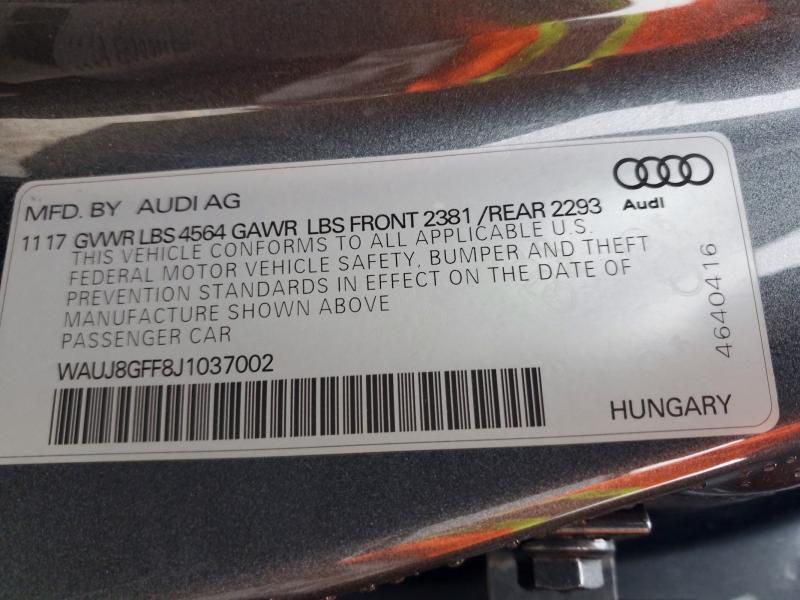 MFD. BY AUDI AG
Audi
11 17 GVWR LBS 4564 GAWR LBS FRONT 2381 /REAR 2293
THIS VEHICLE CONFORMS TO ALL APPLICABLE U.S.
FEDERAL MOTOR VEHICLE SAFETY, BUMPER AND THEFT
PREVENTION STANDARDS IN EFFECT ON THE DATE OF
MANUFACTURE SHOWN ABOVE
PASSENGER CAR
WAUJ8GFF8J1037002
HUNGARY
4640416